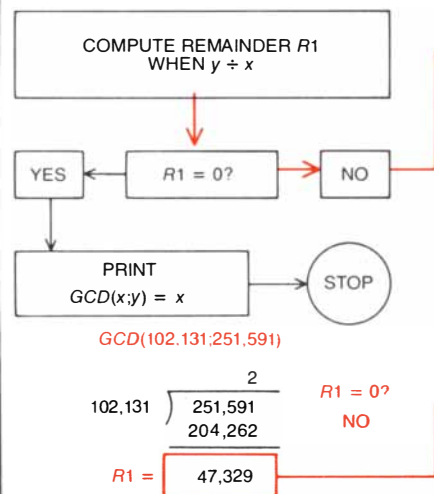 COMPUTE REMAINDER R1
WHEN y ÷ x
YES
R1 = 0?
NO
PRINT
GCD(x;y) = x
STOP
GCD(102.131;251,591)
2
102,131 ) 251,591
R1 = 0?
204,262
NO
R1 = 47,329